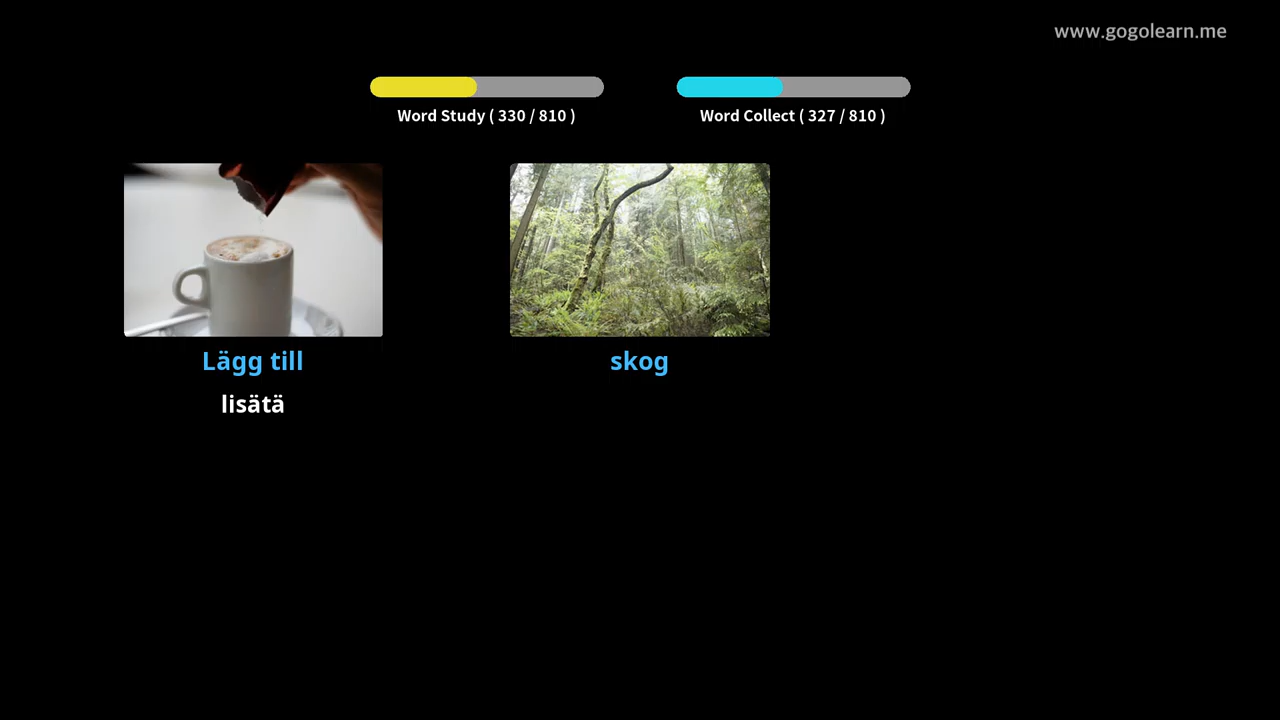 www.gogolearn.me
Word Study ( 330 / 810 )
Word Collect ( 327 / 810 )
Lägg till
skog
lisätä